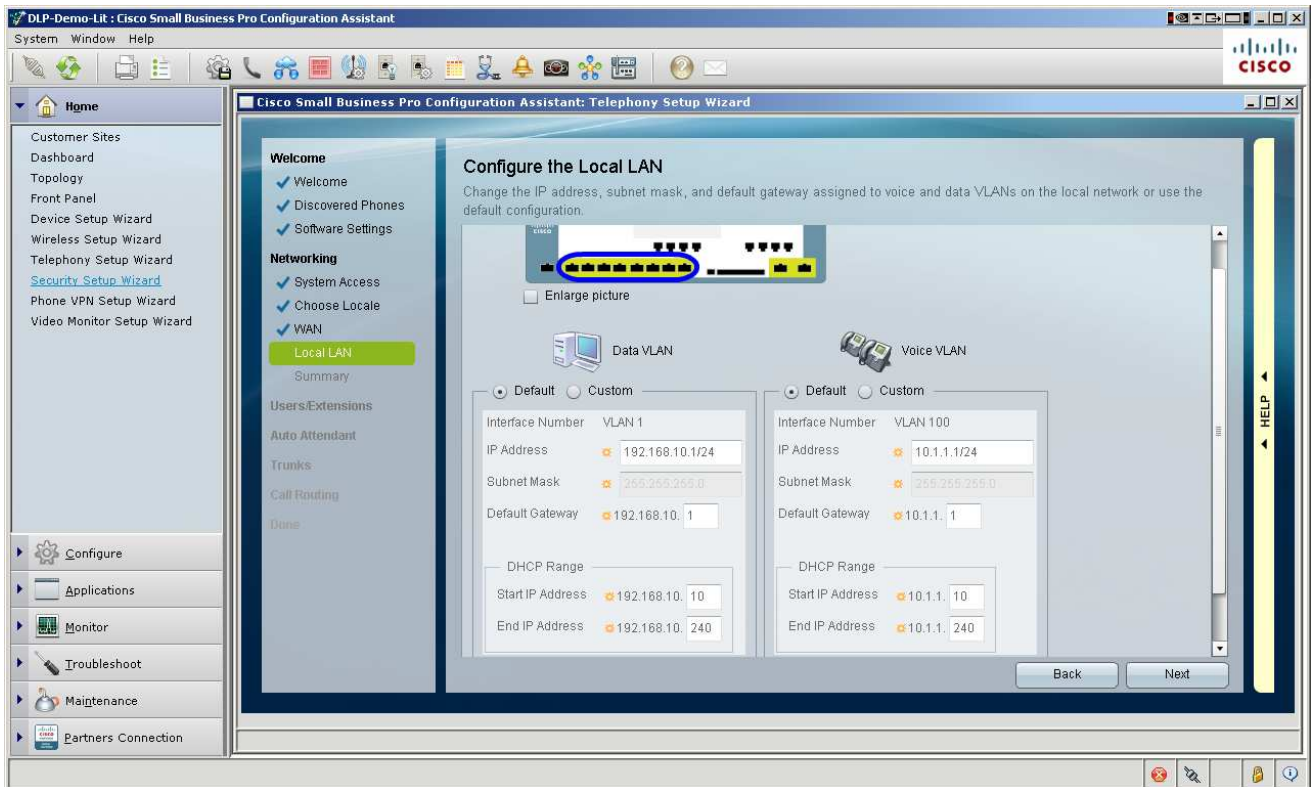 DLP-Demo-Lit : Cisco Small Business Pro Configuration Assistant
System Window Help
CISCO
Home
Customer Sites
Dashboard
Topology
Front Panel
Device Setup Wizard
Wireless Setup Wizard
Telephony Setup Wizard
Security Setup Wizard
Phone VPN Setup Wizard
Video Monitor Setup Wizard
Configure
Applications
Monitor
Troubleshoot
Maintenance
Partners Connection
Cisco Small Business Pro Configuration Assistant: Telephony Setup Wizard
Welcome
Welcome
Discovered Phones
Software Settings
Networking
System Access
Choose Locale
WAN
Local LAN
Summary
Users/Extensions
Auto Attendant
Trunks
Call Routing
Done
Configure the Local LAN
Change the IP address, subnet mask, and default gateway assigned to voice and data VLANs on the local network or use the
default configuration.
CISCO
Enlarge picture
Data VLAN
Default Custom
Interface Number VLAN 1
IP Address 192.168.10.1/24
Subnet Mask 255.255.255.0
Default Gateway 192.168.10. 1
DHCP Range
Start IP Address 192.168.10. 10
End IP Address 192.168.10. 240
Voice VLAN
Default Custom
Interface Number VLAN 100
IP Address 10.1.1.1/24
Subnet Mask 255.255.255.0
Default Gateway 10.1.1. 1
DHCP Range
Start IP Address 10.1.1. 10
End IP Address 10.1.1. 240
Back Next
HELP